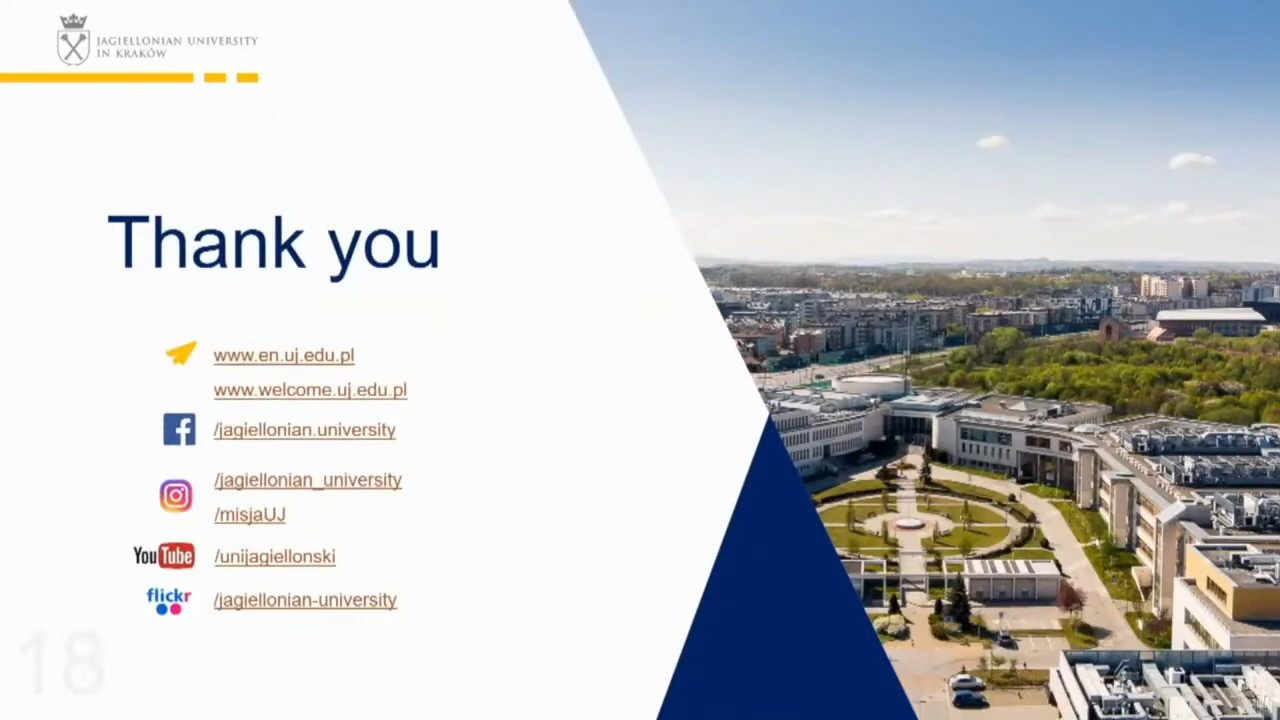 JAGIELLONIAN UNIVERSITY
IN KRAKÓW
Thank you
www.en.uj.edu.pl
www.welcome.uj.edu.pl
/jagiellonian.university
/jagiellonian_university
/misjaUJ
YouTube /unijagiellonski
flickr /jagiellonian-university
18